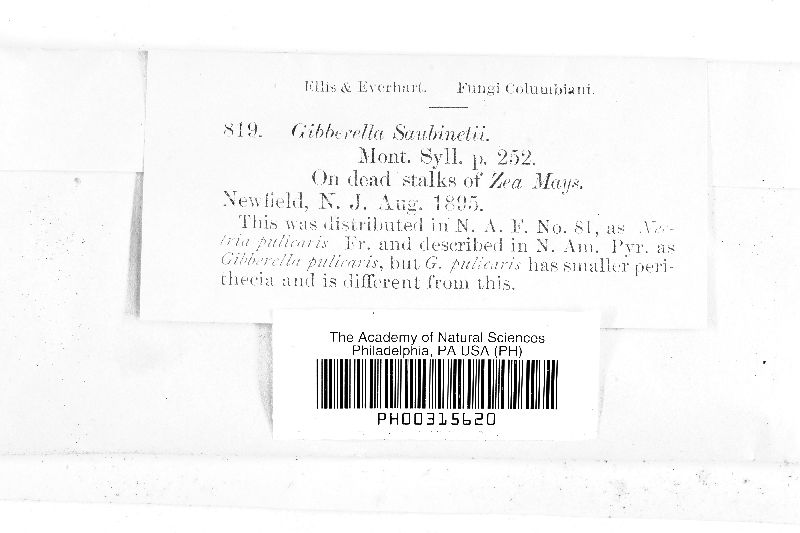 Ellis & Everhart. Fungi Columbiani.
819. Gibberella Saubinetii.
Mont. Syll. p. 252.
On dead stalks of Zea Mays.
Newfield, N. J. Aug. 1895.
This was distributed in N. A. F. No. 81, as Nec-
tria pulicaris Fr. and described in N. Am. Pyr. as
Gibberella pulicaris, but G. pulicaris has smaller peri-
thecia and is different from this.
The Academy of Natural Sciences
Philadelphia, PA USA (PH)
PH00315620